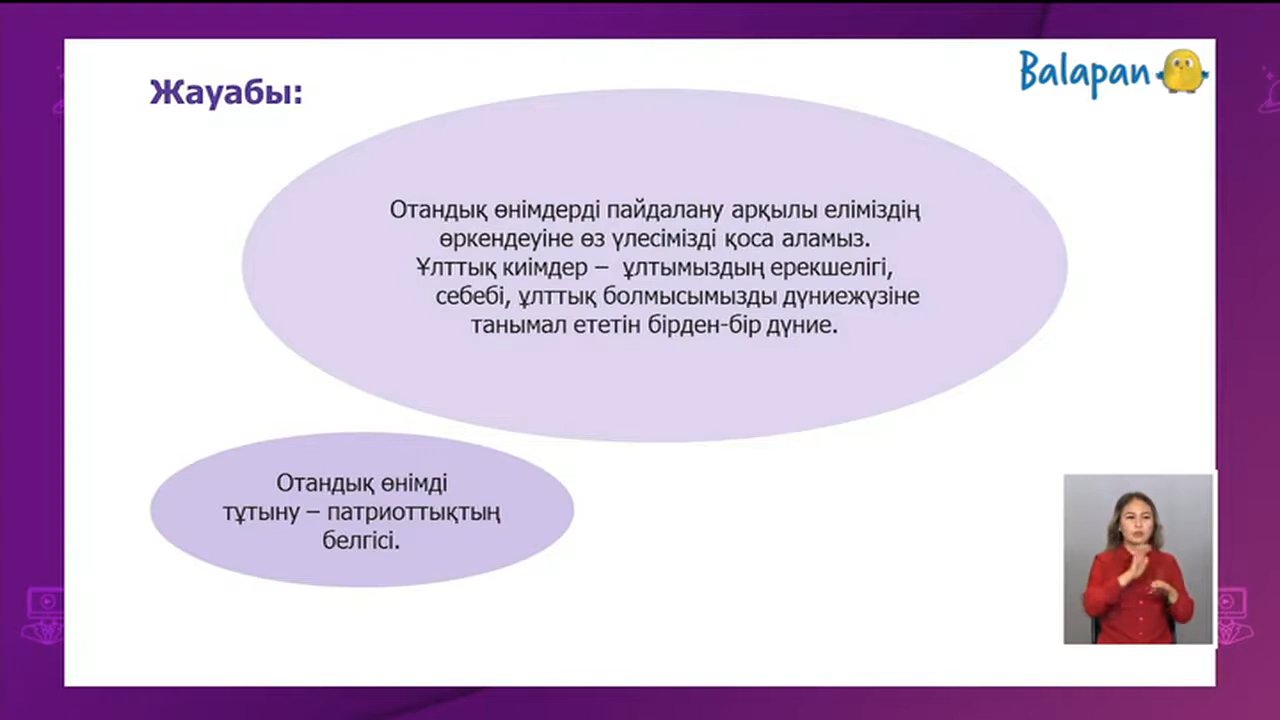 Жауабы:
Balapan
Отандық өнімдерді пайдалану арқылы еліміздің
өркендеуіне өз үлесімізді қоса аламыз.
Ұлттық киімдер – ұлтымыздың ерекшелігі,
себебі, ұлттық болмысымызды дүниежүзіне
танымал ететін бірден-бір дүние.
Отандық өнімді
тұтыну – патриоттықтың
белгісі.